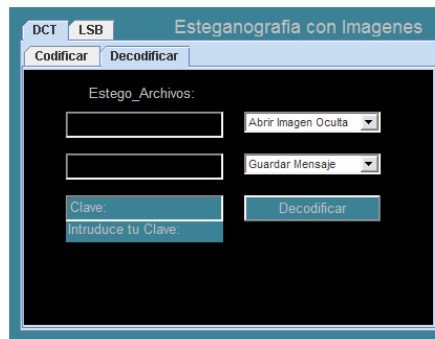 DCT LSB Esteganografia con Imagenes
Codificar Decodificar
Estego_Archivos:
Abrir Imagen Oculta
Guardar Mensaje
Clave: Decodificar
Intruduce tu Clave: